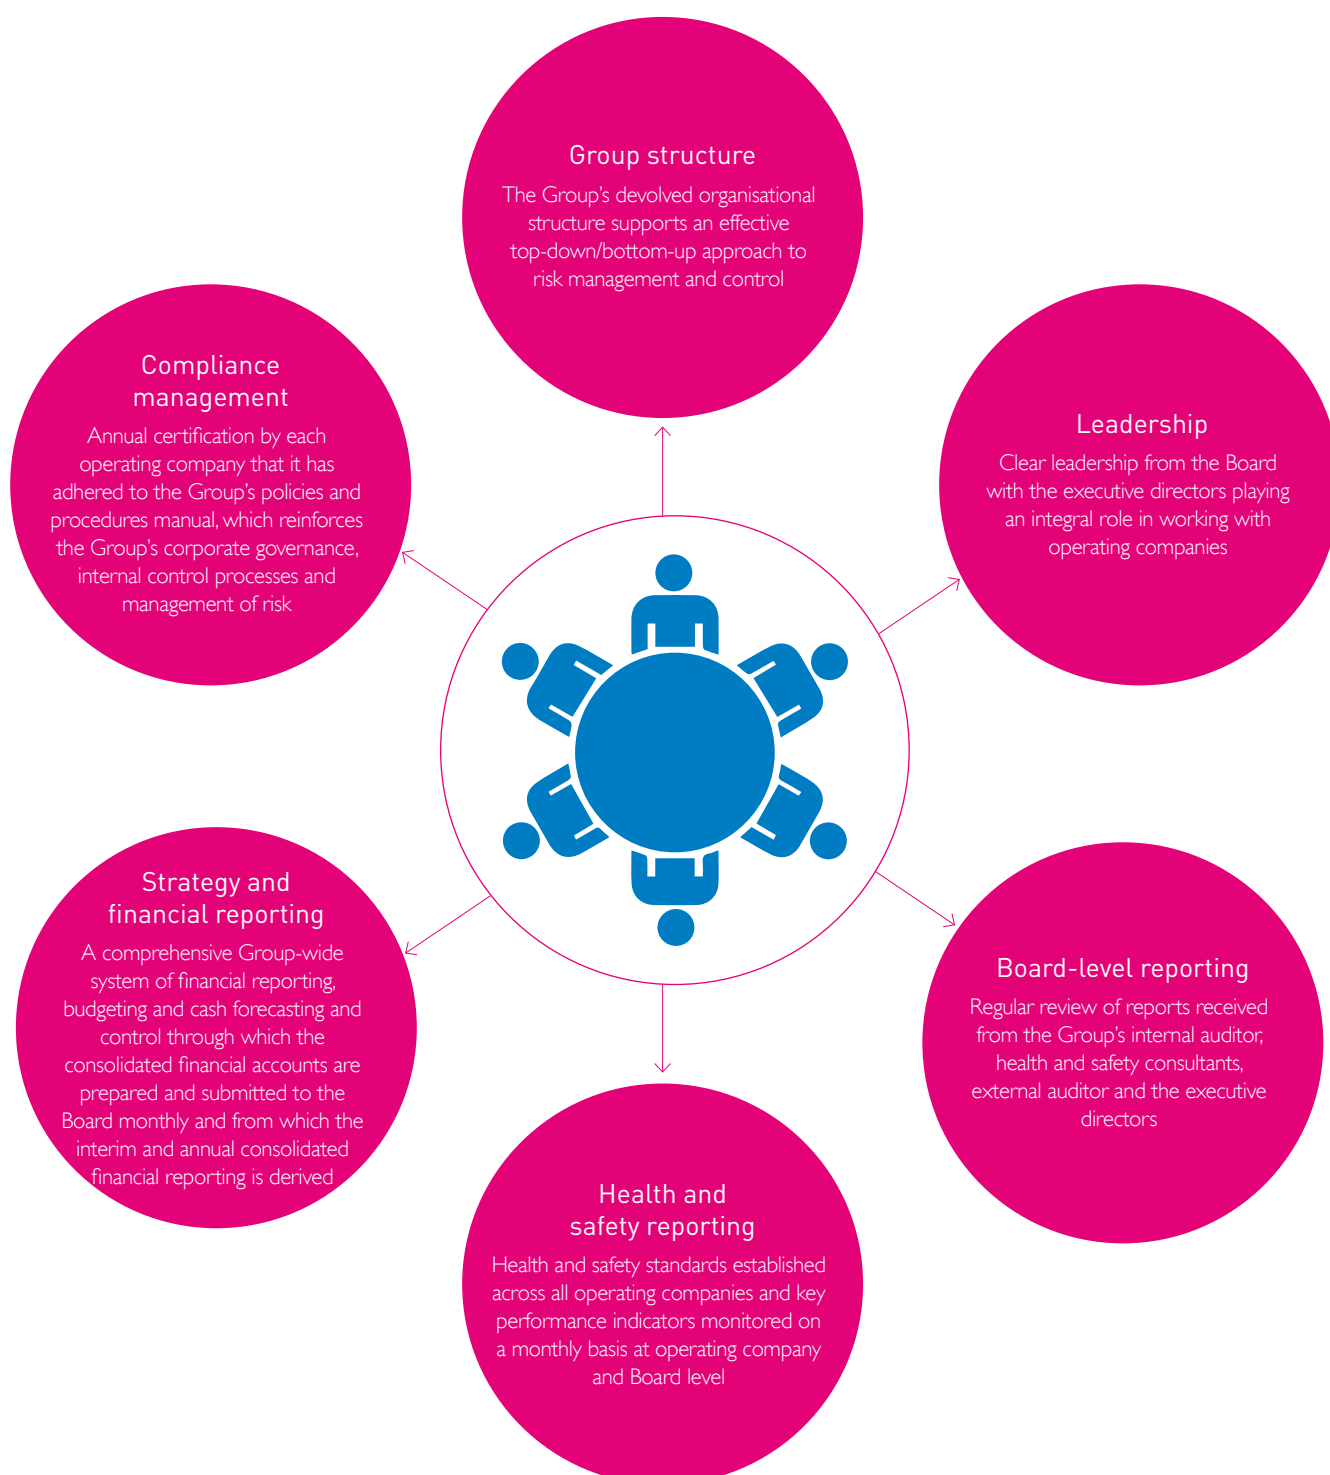 Group structure
The Group's devolved organisational
structure supports an effective
top-down/bottom-up approach to
risk management and control
Leadership
Clear leadership from the Board
with the executive directors playing
an integral role in working with
operating companies
Board-level reporting
Regular review of reports received
from the Group's internal auditor,
health and safety consultants,
external auditor and the executive
directors
Health and
safety reporting
Health and safety standards established
across all operating companies and key
performance indicators monitored on
a monthly basis at operating company
and Board level
Strategy and
financial reporting
A comprehensive Group-wide
system of financial reporting,
budgeting and cash forecasting and
control through which the
consolidated financial accounts are
prepared and submitted to the
Board monthly and from which the
interim and annual consolidated
financial reporting is derived
Compliance
management
Annual certification by each
operating company that it has
adhered to the Group's policies and
procedures manual, which reinforces
the Group's corporate governance,
internal control processes and
management of risk